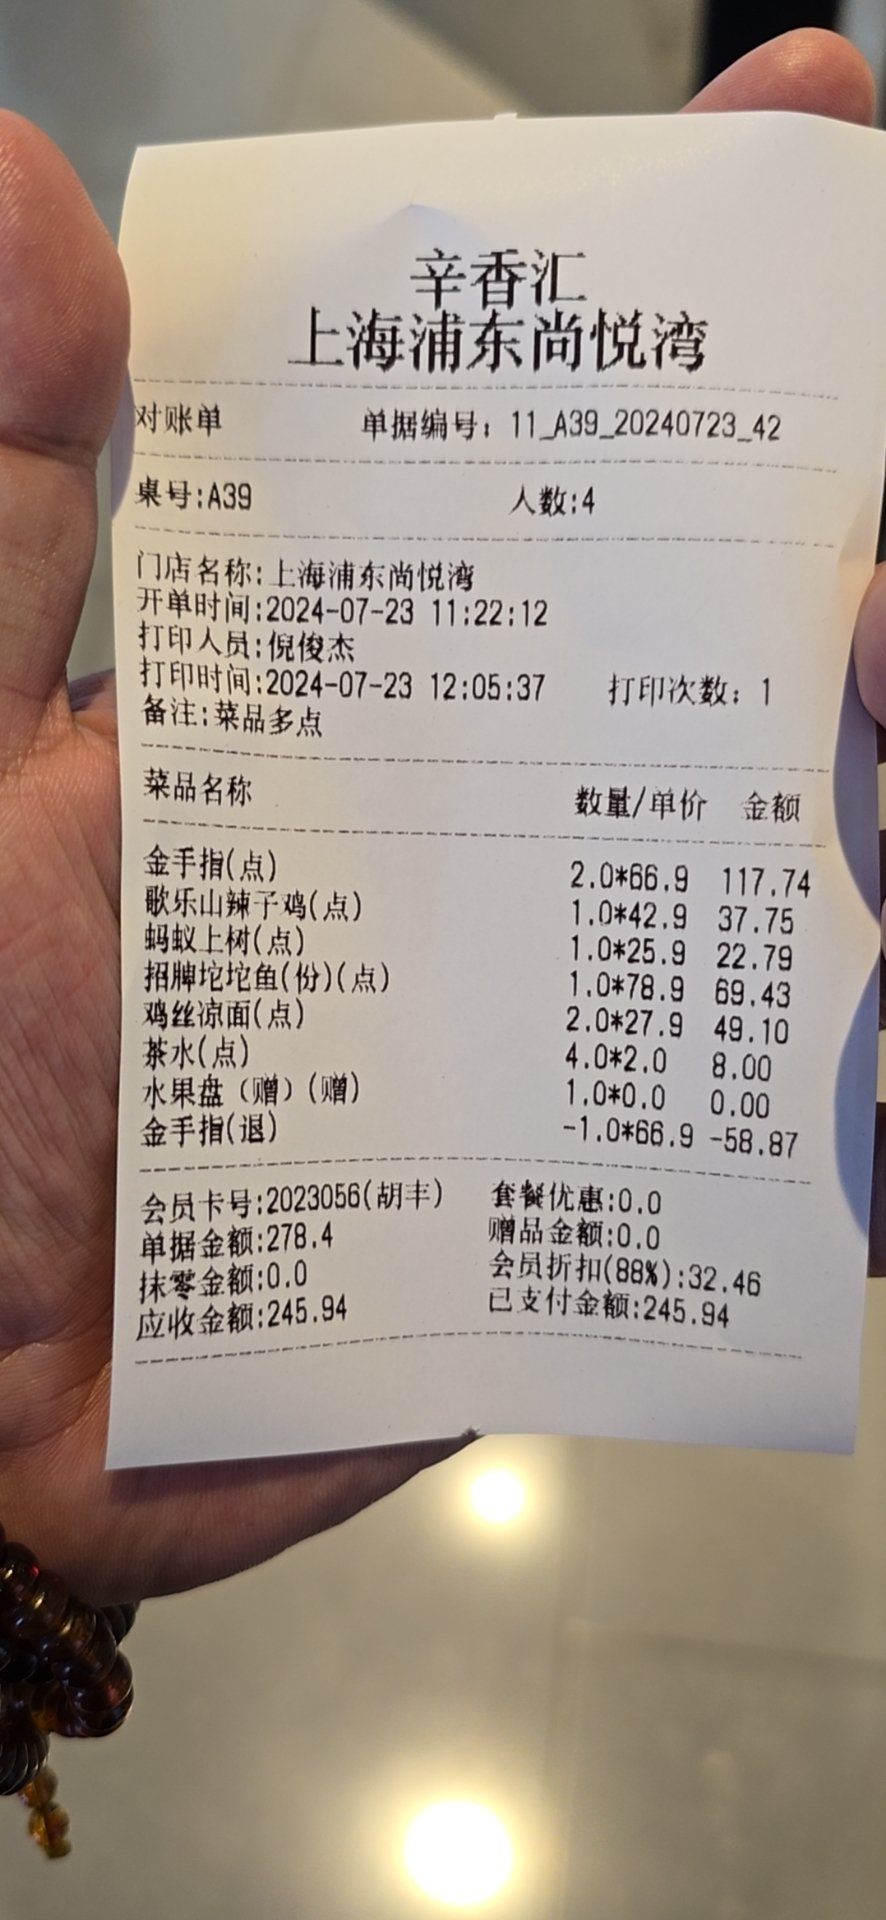 辛香汇
上海浦东尚悦湾
对账单 单据编号：11_A39_20240723_42
桌号:A39 人数:4
门店名称:上海浦东尚悦湾
开单时间:2024-07-23 11:22:12
打印人员:倪俊杰
打印时间:2024-07-23 12:05:37 打印次数：1
备注:菜品多点
菜品名称 数量/单价 金额
金手指(点) 2.0*66.9 117.74
歌乐山辣子鸡(点) 1.0*42.9 37.75
蚂蚁上树(点) 1.0*25.9 22.79
招牌坨坨鱼(份)(点) 1.0*78.9 69.43
鸡丝凉面(点) 2.0*27.9 49.10
茶水(点) 4.0*2.0 8.00
水果盘（赠）(赠) 1.0*0.0 0.00
金手指(退) -1.0*66.9 -58.87
会员卡号:2023056(胡丰) 套餐优惠:0.0
单据金额:278.4 赠品金额:0.0
抹零金额:0.0 会员折扣(88%):32.46
应收金额:245.94 已支付金额:245.94